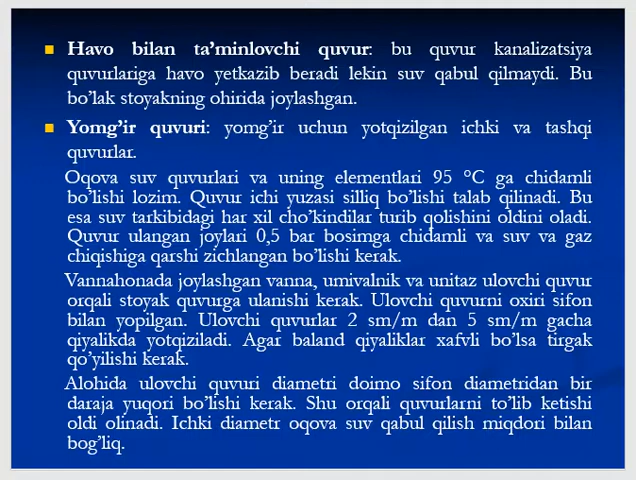 Havo bilan ta’minlovchi quvur: bu quvur kanalizatsiya
quvurlariga havo yetkazib beradi lekin suv qabul qilmaydi. Bu
bo’lak stoyakning ohirida joylashgan.
Yomg’ir quvuri: yomg’ir uchun yotqizilgan ichki va tashqi
quvurlar.
Oqova suv quvurlari va uning elementlari 95 °C ga chidamli
bo’lishi lozim. Quvur ichi yuzasi silliq bo’lishi talab qilinadi. Bu
esa suv tarkibidagi har xil cho’kindilar turib qolishini oldini oladi.
Quvur ulangan joylari 0,5 bar bosimga chidamli va suv va gaz
chiqishiga qarshi zichlangan bo’lishi kerak.
Vannahonada joylashgan vanna, umivalnik va unitaz ulovchi quvur
orqali stoyak quvurga ulanishi kerak. Ulovchi quvurni oxiri sifon
bilan yopilgan. Ulovchi quvurlar 2 sm/m dan 5 sm/m gacha
qiyalikda yotqiziladi. Agar baland qiyaliklar xafvli bo’lsa tirgak
qo’yilishi kerak.
Alohida ulovchi quvuri diametri doimo sifon diametridan bir
daraja yuqori bo’lishi kerak. Shu orqali quvurlarni to’lib ketishi
oldi olinadi. Ichki diametr oqova suv qabul qilish miqdori bilan
bog’liq.